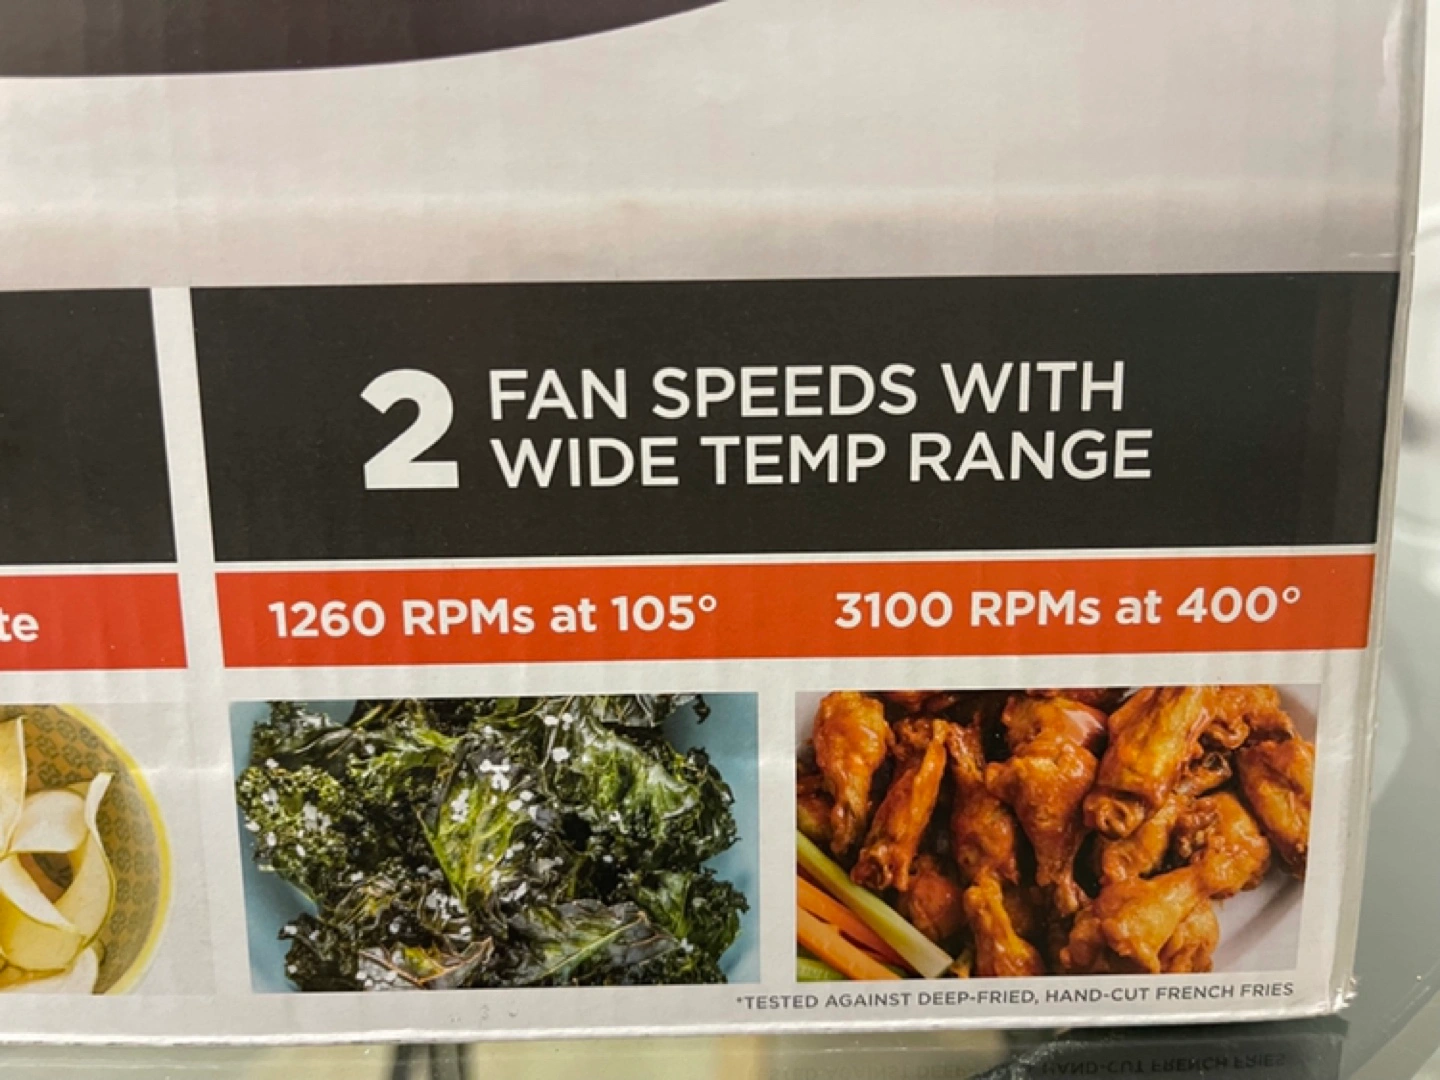 2 FAN SPEEDS WITH
WIDE TEMP RANGE
te
1260 RPMs at 105°
3100 RPMs at 400°
*TESTED AGAINST DEEP-FRIED, HAND-CUT FRENCH FRIES